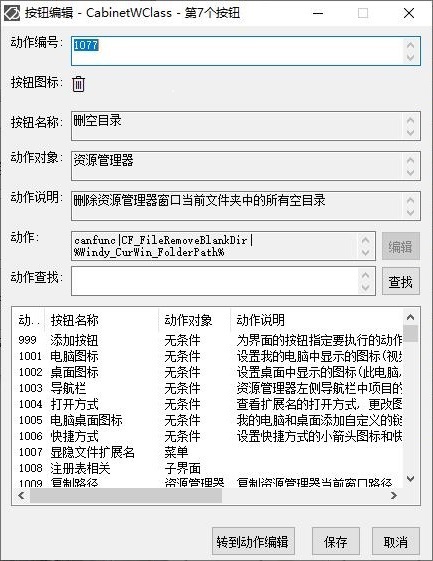 按钮编辑 - CabinetWClass - 第7个按钮
动作编号: 1077
按钮图标:
按钮名称: 删空目录
动作对象: 资源管理器
动作说明: 删除资源管理器窗口当前文件夹中的所有空目录
动作: canfunc|CF_FileRemoveBlankDir|
%Windy_CurWin_FolderPath% 编辑
动作查找: 查找
动.. 按钮名称 动作对象 动作说明
999 添加按钮 无条件 为界面的按钮指定要执行的动作
1001 电脑图标 无条件 设置我的电脑中显示的图标(视频
1002 桌面图标 无条件 设置桌面中显示的图标(此电脑,
1003 导航栏 无条件 资源管理器左侧导航栏中项目的
1004 打开方式 无条件 查看扩展名的打开方式, 更改图
1005 电脑桌面图标 无条件 我的电脑和桌面添加自定义的链
1006 快捷方式 无条件 设置快捷方式的小箭头图标和快
1007 显隐文件扩展名 菜单
1008 注册表相关 子界面
1009 复制路径 资源管理器 复制资源管理器当前窗口路径
转到动作编辑 保存 取消